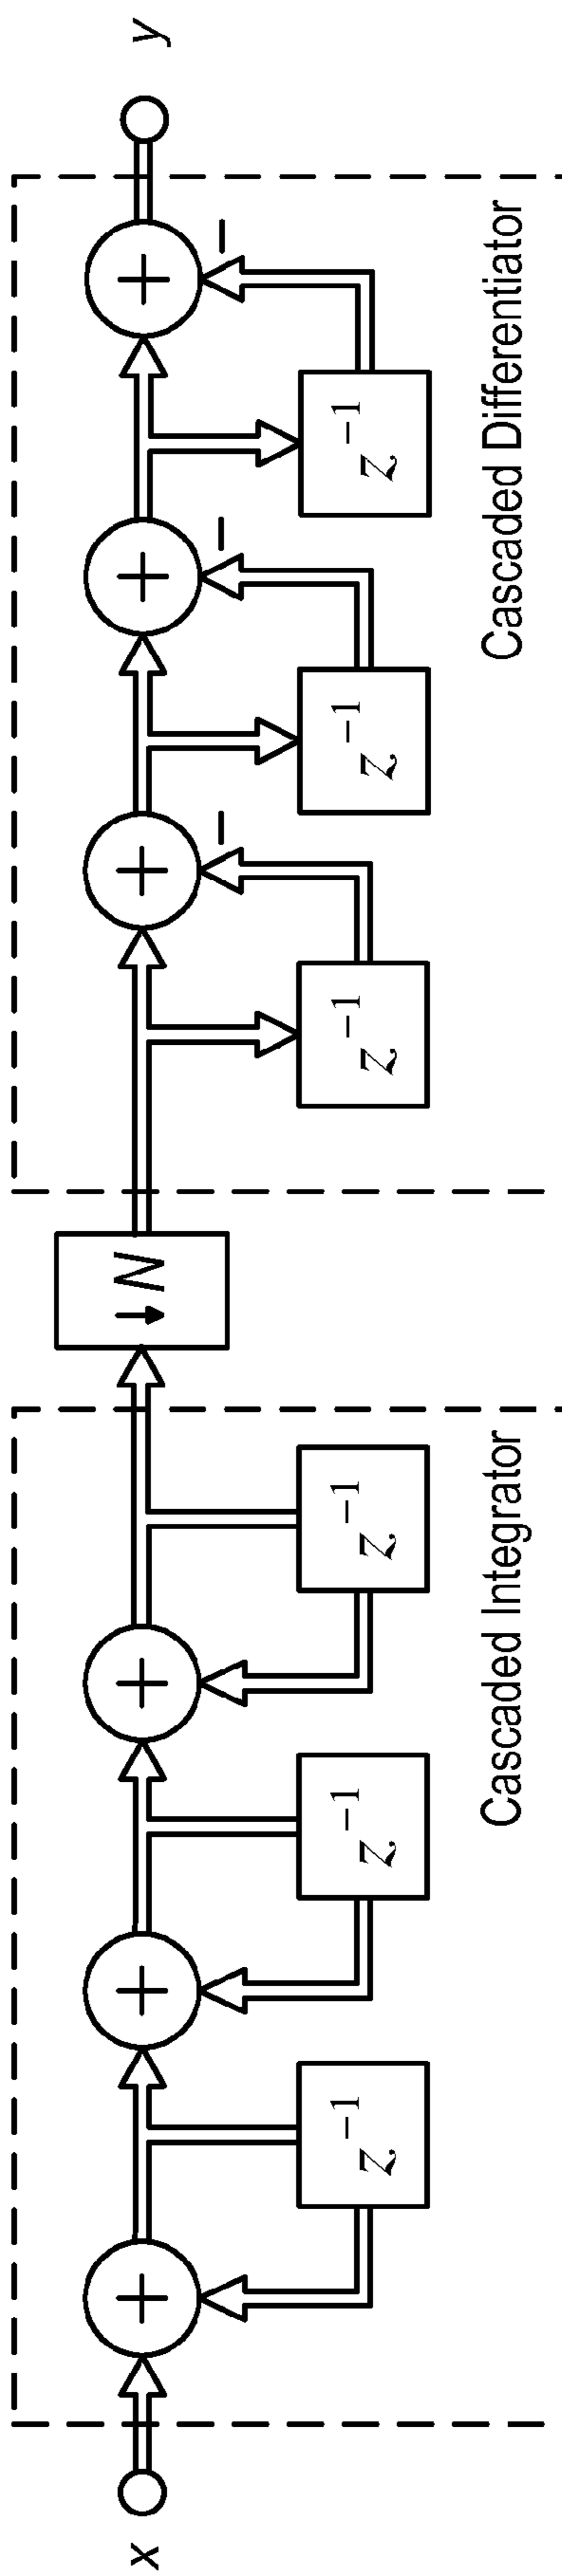 x
+
z⁻¹
+
z⁻¹
+
z⁻¹
Cascaded Integrator
↓N
+
−
z⁻¹
+
−
z⁻¹
+
−
z⁻¹
Cascaded Differentiator
y